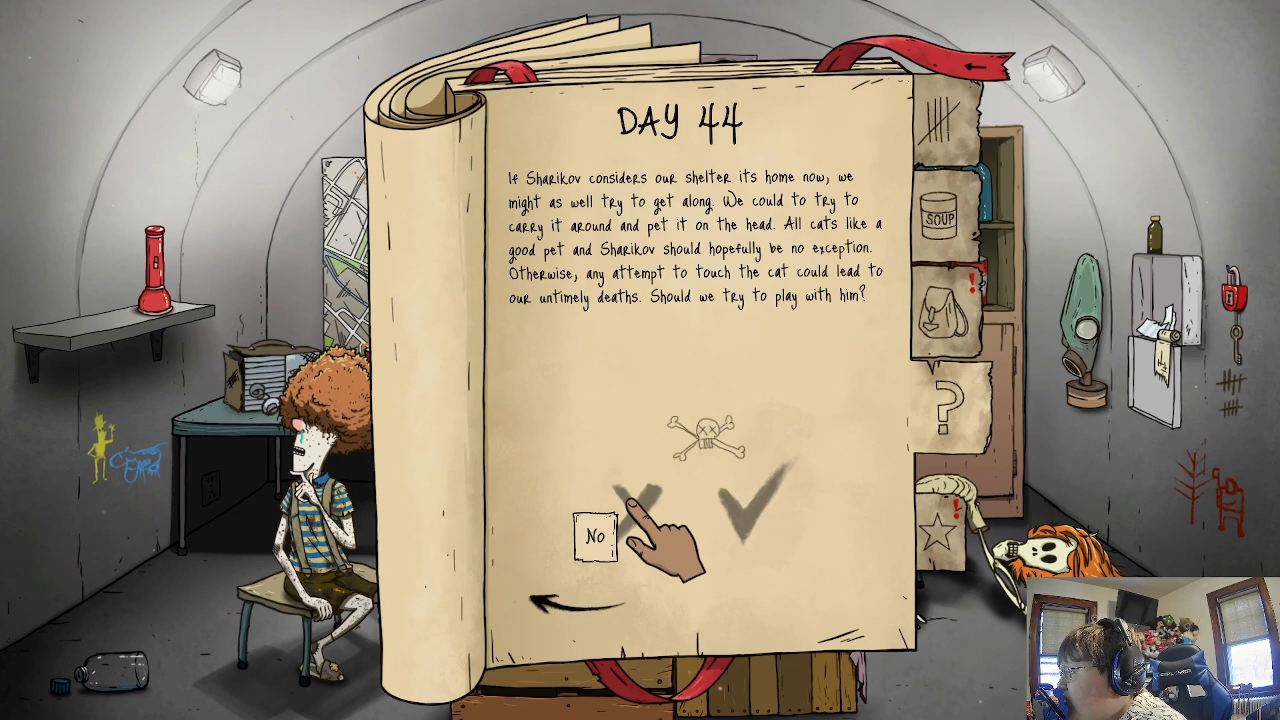 DAY 44
If Sharikov considers our shelter its home now, we
might as well try to get along. We could to try to
carry it around and pet it on the head. All cats like a
good pet and Sharikov should hopefully be no exception.
Otherwise, any attempt to touch the cat could lead to
our untimely deaths. Should we try to play with him?
SOUP
No